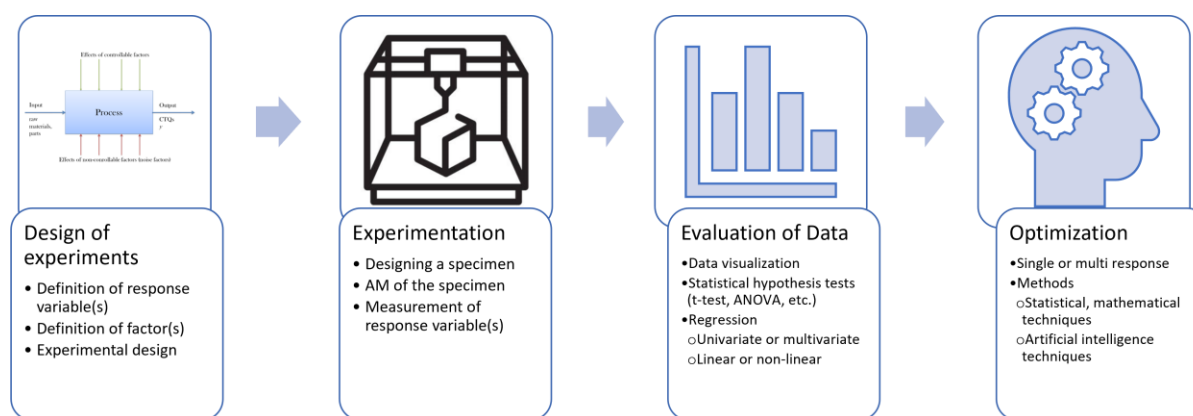 Effects of controllable factors
Input
raw
materials,
parts
Process
Output
CTQs
y
Effects of non-controllable factors (noise factors)
Design of
experiments
• Definition of response
variable(s)
• Definition of factor(s)
• Experimental design
Experimentation
• Designing a specimen
• AM of the specimen
• Measurement of
response variable(s)
Evaluation of Data
•Data visualization
•Statistical hypothesis tests
(t-test, ANOVA, etc.)
•Regression
oUnivariate or multivariate
oLinear or non-linear
Optimization
•Single or multi response
•Methods
oStatistical, mathematical
techniques
oArtificial intelligence
techniques